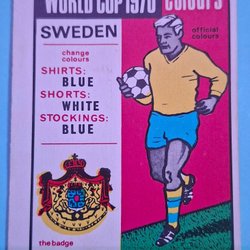 WORLD CUP 1970 COLOURS
SWEDEN
official
colours
change
colours
SHIRTS:
BLUE
SHORTS:
WHITE
STOCKINGS:
BLUE
the badge